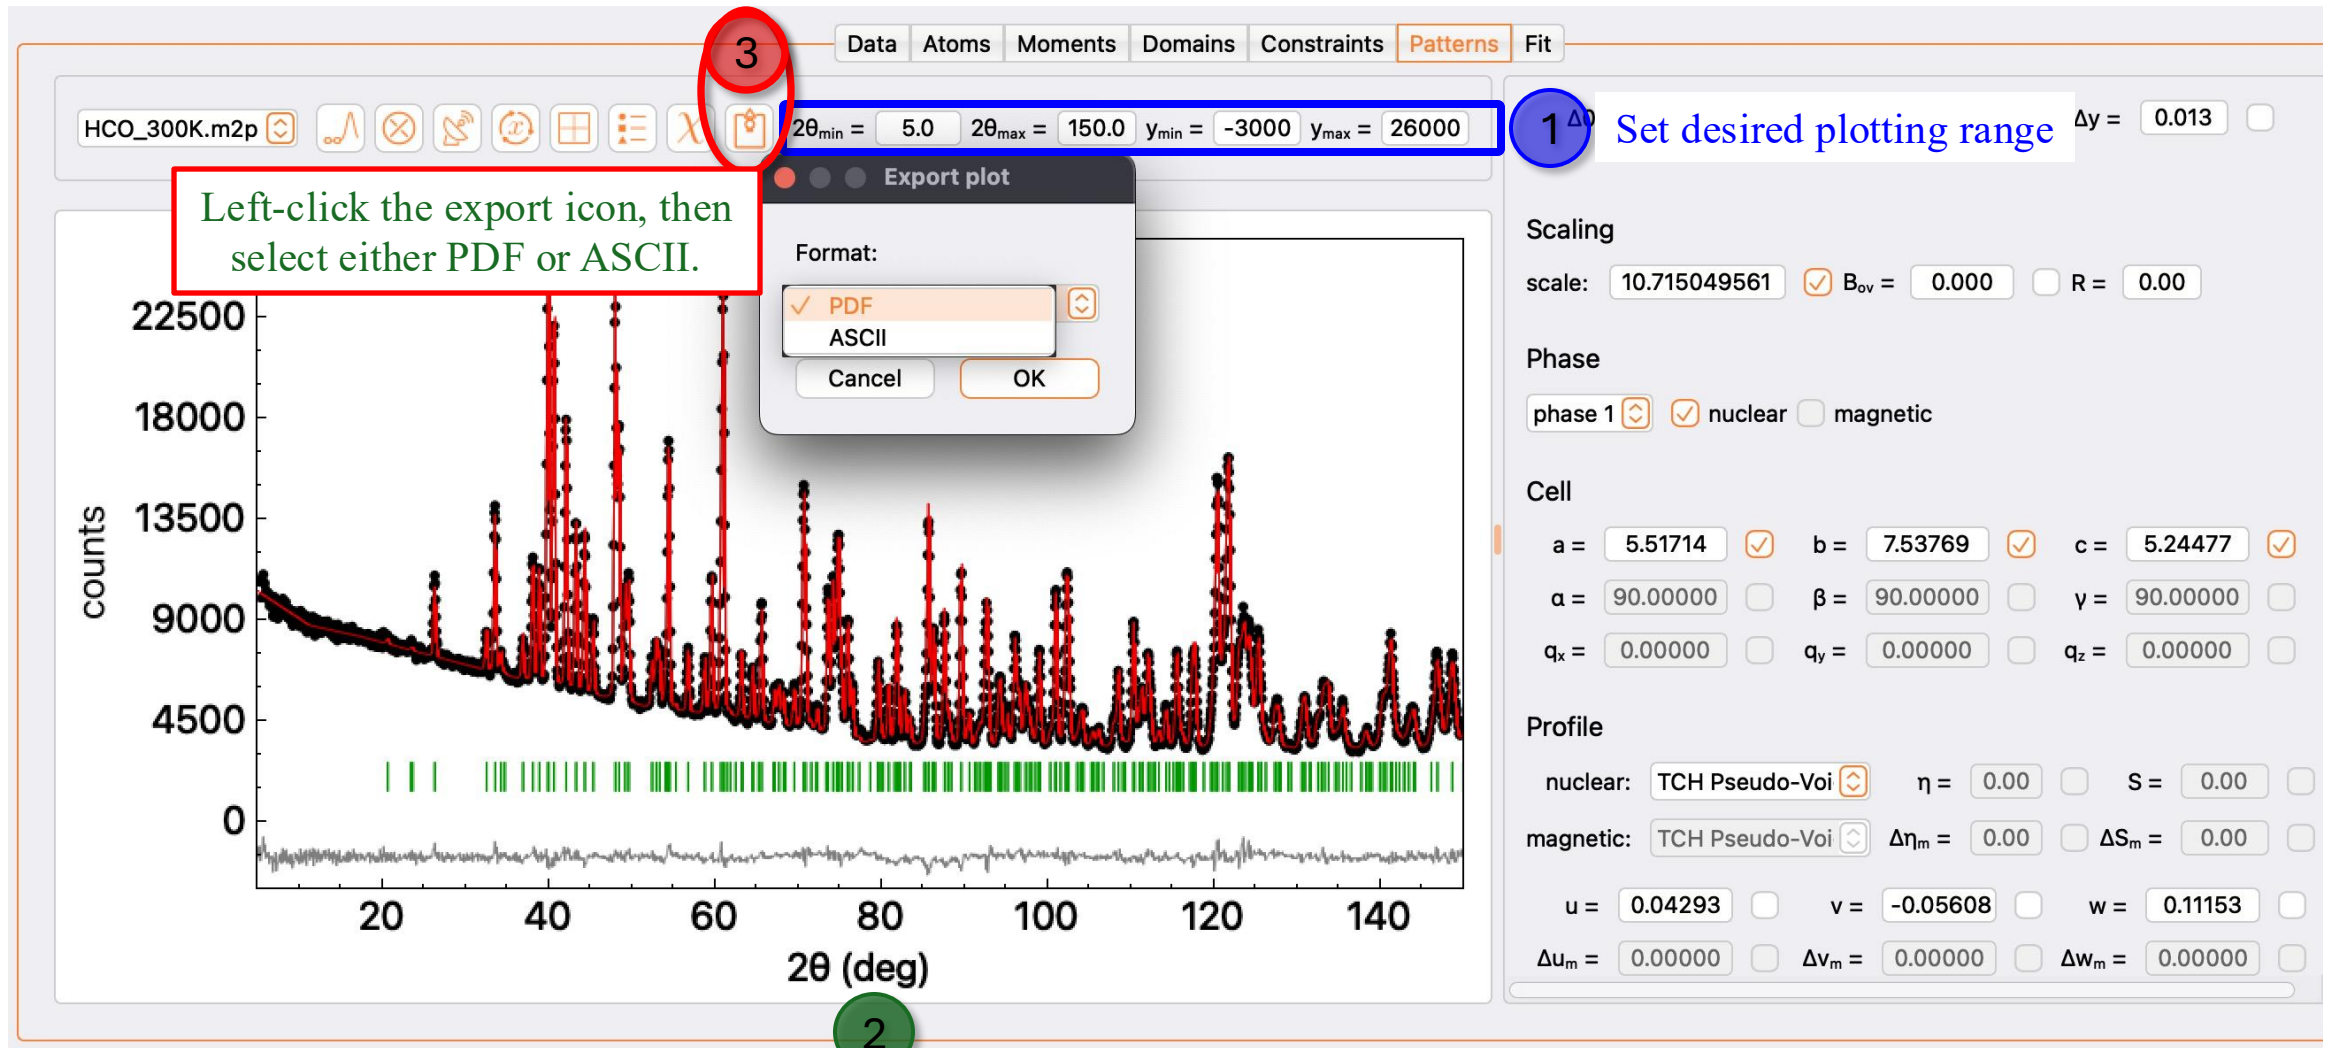 3
Data Atoms Moments Domains Constraints Patterns Fit
HCO_300K.m2p
2θmin = 5.0 2θmax = 150.0 ymin = -3000 ymax = 26000
1
Set desired plotting range
Δy = 0.013
Left-click the export icon, then
select either PDF or ASCII.
Export plot
Format:
PDF
ASCII
Cancel OK
22500
18000
13500
9000
4500
0
counts
20 40 60 80 100 120 140
2θ (deg)
2
Scaling
scale: 10.715049561 Bov = 0.000 R = 0.00
Phase
phase 1 nuclear magnetic
Cell
a = 5.51714 b = 7.53769 c = 5.24477
α = 90.00000 β = 90.00000 γ = 90.00000
qx = 0.00000 qy = 0.00000 qz = 0.00000
Profile
nuclear: TCH Pseudo-Voi η = 0.00 S = 0.00
magnetic: TCH Pseudo-Voi Δηm = 0.00 ΔSm = 0.00
u = 0.04293 v = -0.05608 w = 0.11153
Δum = 0.00000 Δvm = 0.00000 Δwm = 0.00000